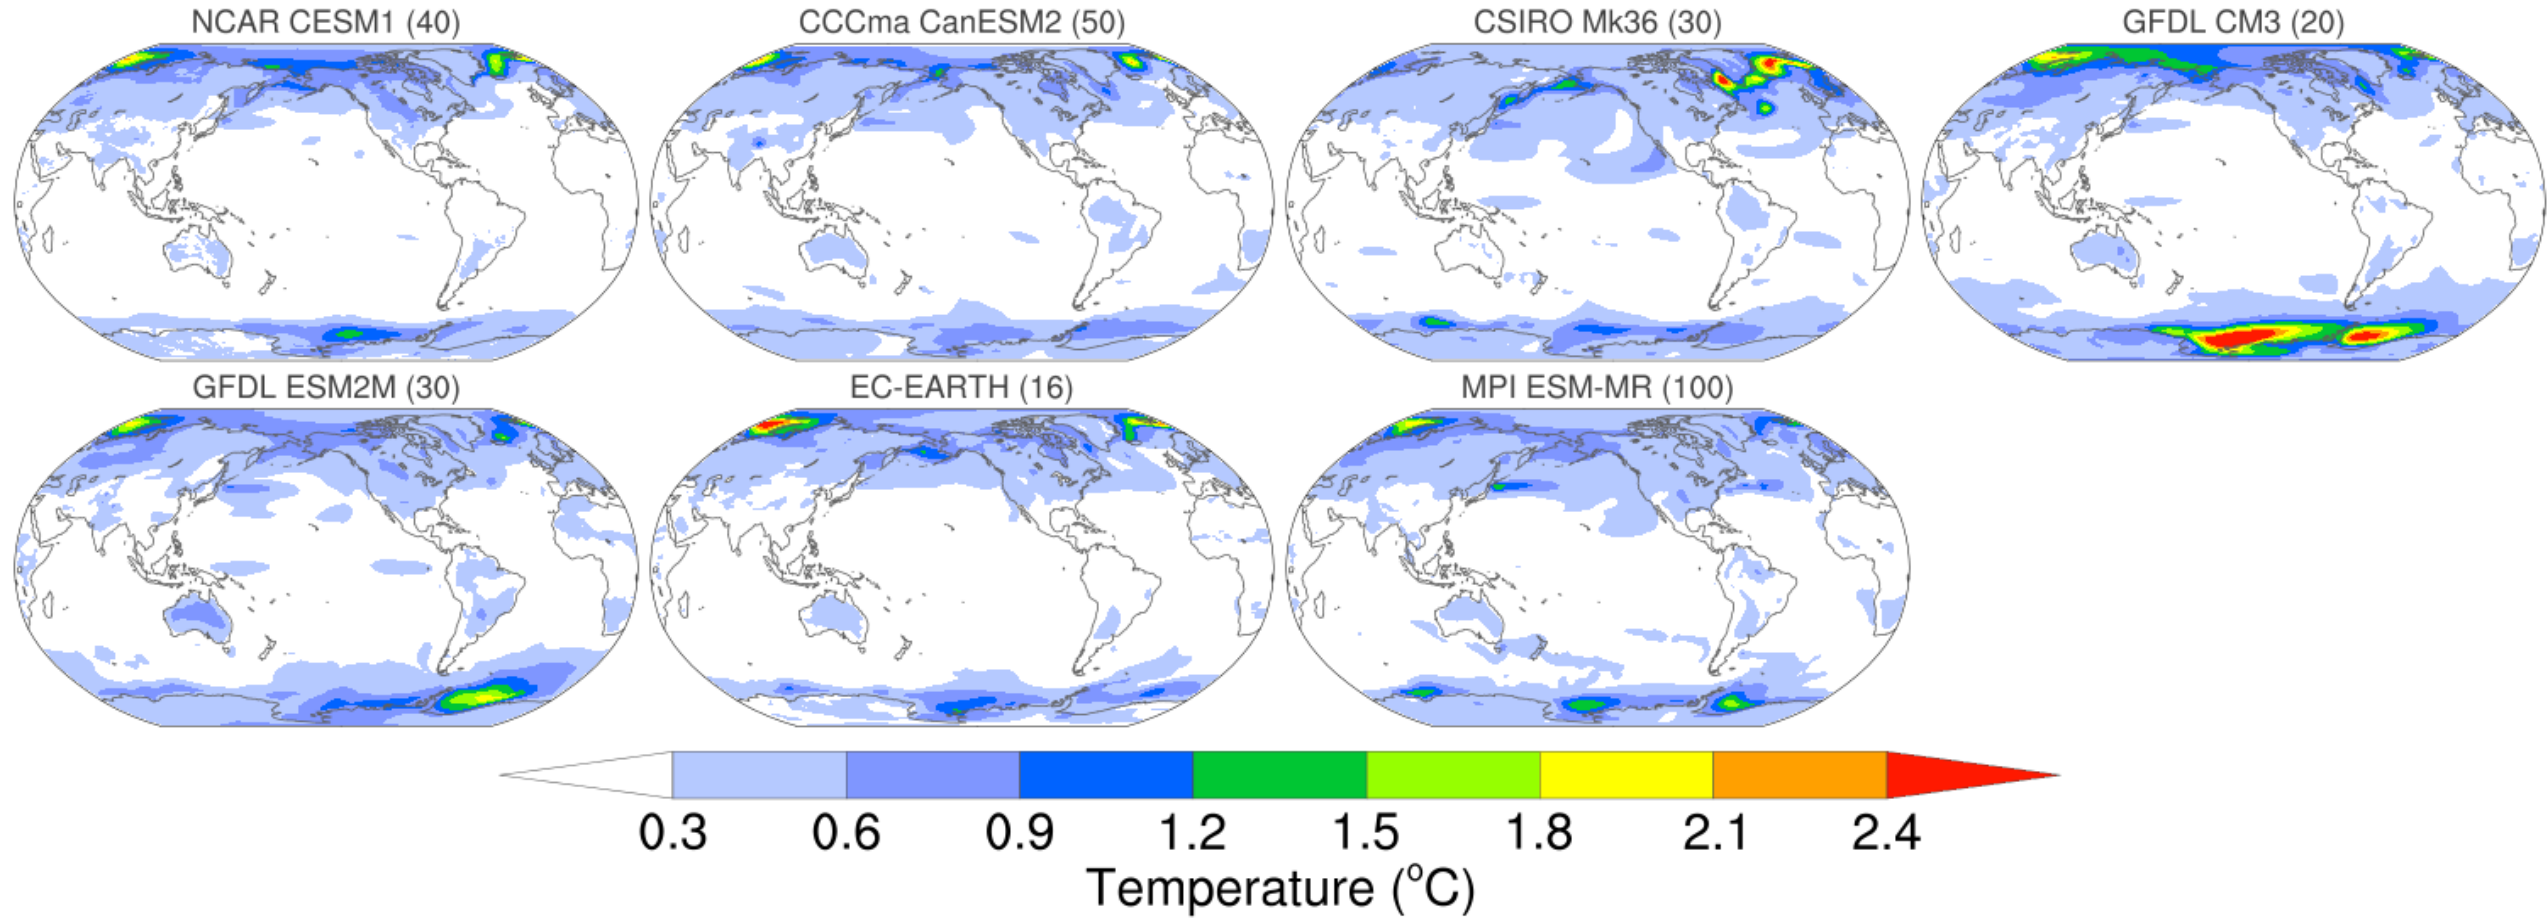 NCAR CESM1 (40)
CCCma CanESM2 (50)
CSIRO Mk36 (30)
GFDL CM3 (20)
GFDL ESM2M (30)
EC-EARTH (16)
MPI ESM-MR (100)
0.3 0.6 0.9 1.2 1.5 1.8 2.1 2.4
Temperature (°C)